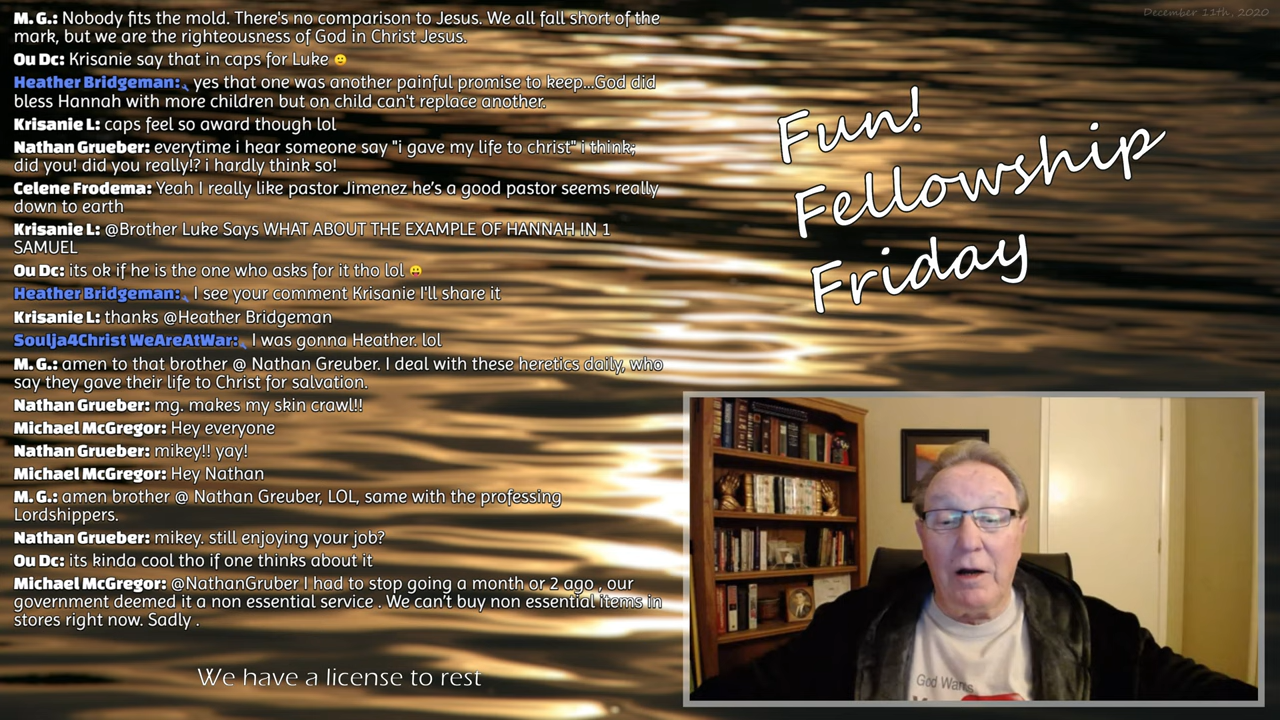 M. G.: Nobody fits the mold. There's no comparison to Jesus. We all fall short of the
mark, but we are the righteousness of God in Christ Jesus.
Ou Dc: Krisanie say that in caps for Luke 🙂
Heather Bridgeman: yes that one was another painful promise to keep...God did
bless Hannah with more children but on child can't replace another.
Krisanie L: caps feel so award though lol
Nathan Grueber: everytime i hear someone say "i gave my life to christ" i think;
did you! did you really!? i hardly think so!
Celene Frodema: Yeah I really like pastor Jimenez he's a good pastor seems really
down to earth
Krisanie L: @Brother Luke Says WHAT ABOUT THE EXAMPLE OF HANNAH IN 1
SAMUEL
Ou Dc: its ok if he is the one who asks for it tho lol 😛
Heather Bridgeman: I see your comment Krisanie I'll share it
Krisanie L: thanks @Heather Bridgeman
Soulja4Christ WeAreAtWar: I was gonna Heather. lol
M. G.: amen to that brother @ Nathan Greuber. I deal with these heretics daily, who
say they gave their life to Christ for salvation.
Nathan Grueber: mg. makes my skin crawl!!
Michael McGregor: Hey everyone
Nathan Grueber: mikey!! yay!
Michael McGregor: Hey Nathan
M. G.: amen brother @ Nathan Greuber, LOL, same with the professing
Lordshippers.
Nathan Grueber: mikey. still enjoying your job?
Ou Dc: its kinda cool tho if one thinks about it
Michael McGregor: @NathanGruber I had to stop going a month or 2 ago , our
government deemed it a non essential service . We can't buy non essential items in
stores right now. Sadly .
We have a license to rest
December 11th, 2020
Fun!
Fellowship
Friday
God Wants